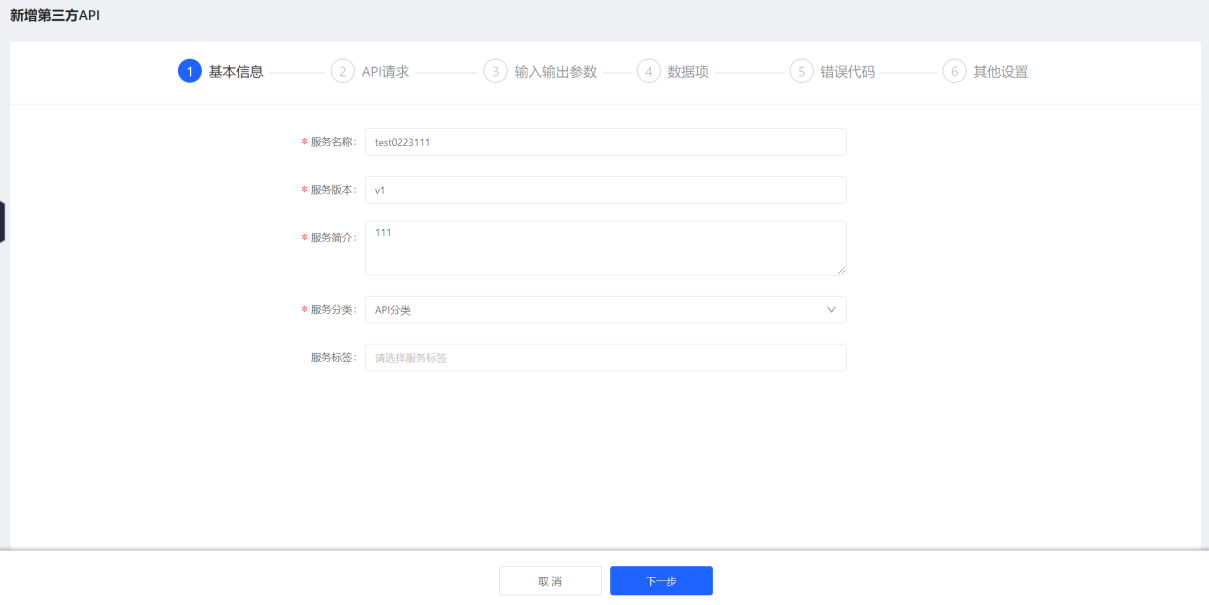 新增第三方API
1 基本信息 2 API请求 3 输入输出参数 4 数据项 5 错误代码 6 其他设置
* 服务名称: test0223111
* 服务版本: v1
* 服务简介: 111
* 服务分类: API分类
服务标签: 请选择服务标签
取 消 下一步